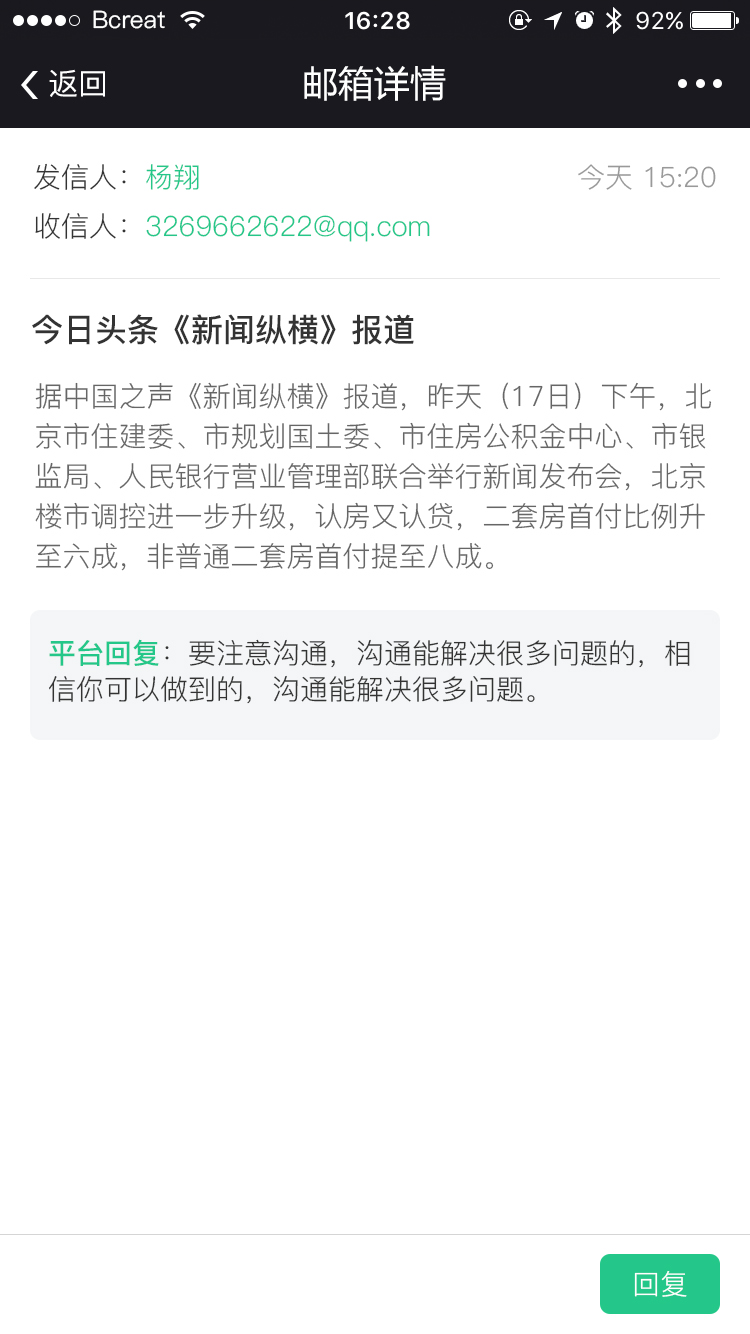 Bcreat 16:28 92%
返回 邮箱详情
发信人：杨翔 今天 15:20
收信人：3269662622@qq.com
今日头条《新闻纵横》报道
据中国之声《新闻纵横》报道，昨天（17日）下午，北
京市住建委、市规划国土委、市住房公积金中心、市银
监局、人民银行营业管理部联合举行新闻发布会，北京
楼市调控进一步升级，认房又认贷，二套房首付比例升
至六成，非普通二套房首付提至八成。
平台回复：要注意沟通，沟通能解决很多问题的，相
信你可以做到的，沟通能解决很多问题。
回复